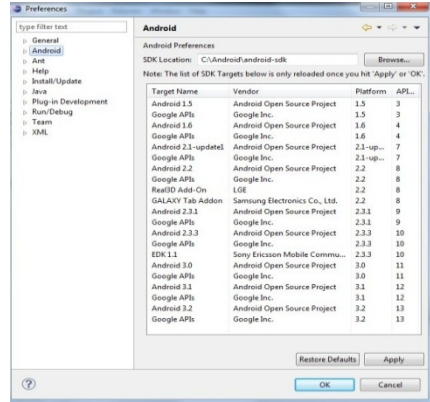 Preferences
type filter text
General
Android
Ant
Help
Install/Update
Java
Plug-in Development
Run/Debug
Team
XML
Android
Android Preferences
SDK Location: C:\Android\android-sdk Browse...
Note: The list of SDK Targets below is only reloaded once you hit 'Apply' or 'OK'.
Target Name Vendor Platform API...
Android 1.5 Android Open Source Project 1.5 3
Google APIs Google Inc. 1.5 3
Android 1.6 Android Open Source Project 1.6 4
Google APIs Google Inc. 1.6 4
Android 2.1-update1 Android Open Source Project 2.1-up... 7
Google APIs Google Inc. 2.1-up... 7
Android 2.2 Android Open Source Project 2.2 8
Google APIs Google Inc. 2.2 8
Real3D Add-On LGE 2.2 8
GALAXY Tab Addon Samsung Electronics Co., Ltd. 2.2 8
Android 2.3.1 Android Open Source Project 2.3.1 9
Google APIs Google Inc. 2.3.1 9
Android 2.3.3 Android Open Source Project 2.3.3 10
Google APIs Google Inc. 2.3.3 10
EDK 1.1 Sony Ericsson Mobile Commu... 2.3.3 10
Android 3.0 Android Open Source Project 3.0 11
Google APIs Google Inc. 3.0 11
Android 3.1 Android Open Source Project 3.1 12
Google APIs Google Inc. 3.1 12
Android 3.2 Android Open Source Project 3.2 13
Google APIs Google Inc. 3.2 13
Restore Defaults Apply
OK Cancel